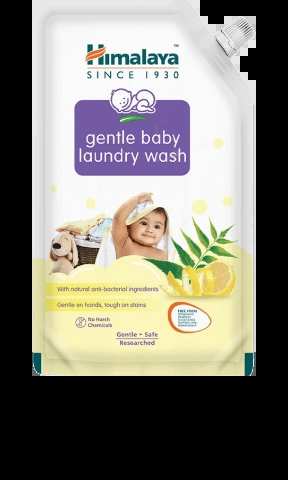 Himalaya™
SINCE 1930
gentle baby
laundry wash
With natural anti-bacterial ingredients
Gentle on hands, tough on stains
No Harsh
Chemicals
Gentle • Safe
Researched
FREE FROM